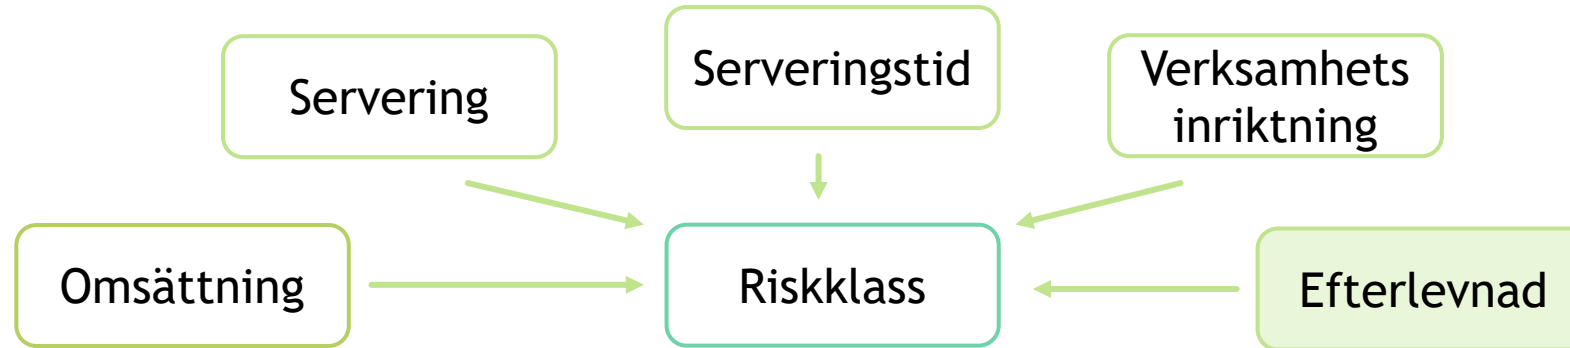 Servering
Serveringstid
Verksamhets
inriktning
Omsättning
Riskklass
Efterlevnad